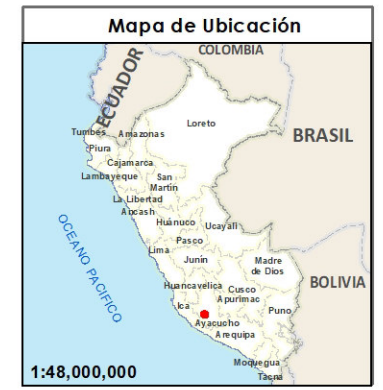 Mapa de Ubicación
COLOMBIA
ECUADOR
Loreto
BRASIL
Tumbes
Amazonas
Piura
Cajamarca
Lambayeque
San
Martin
La Libertad
Ancash
Huánuco
Ucayali
Pasco
Lima
Junín
Madre
de Dios
OCEANO PACIFICO
Huancavelica
Cusco
Apurimac
BOLIVIA
Ica
Puno
Ayacucho
Arequipa
Moquegua
Tacna
1:48,000,000